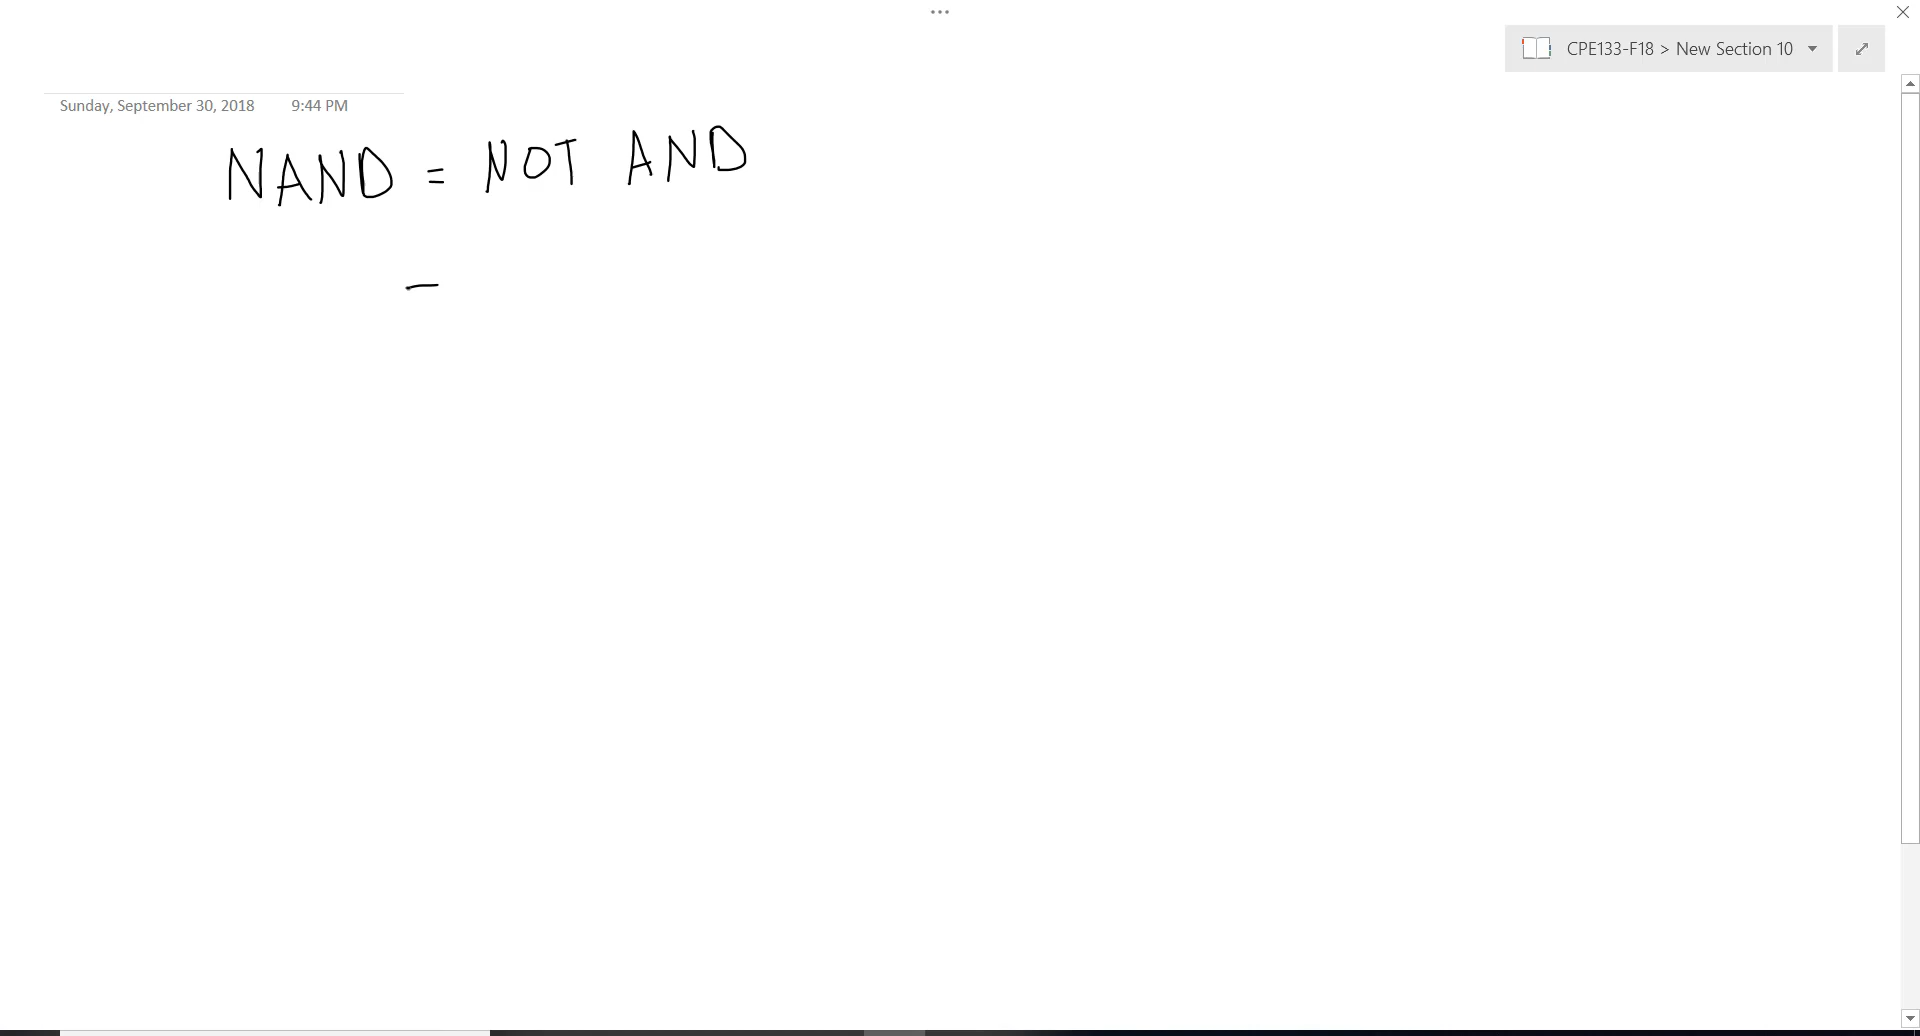 CPE133-F18 > New Section 10
Sunday, September 30, 2018 9:44 PM
NAND = NOT AND